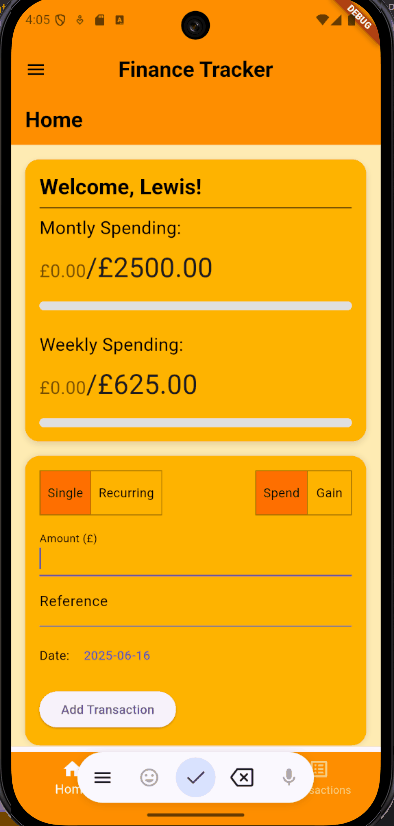 4:05
DEBUG
Finance Tracker
Home
Welcome, Lewis!
Montly Spending:
£0.00/£2500.00
Weekly Spending:
£0.00/£625.00
Single Recurring Spend Gain
Amount (£)
Reference
Date: 2025-06-16
Add Transaction
Hom sactions